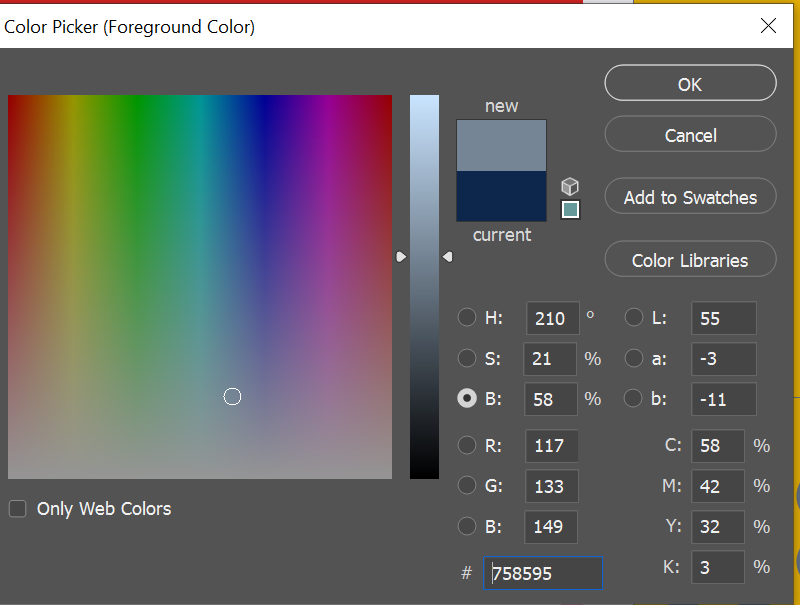 Color Picker (Foreground Color)
new
current
OK
Cancel
Add to Swatches
Color Libraries
H: 210 °
S: 21 %
B: 58 %
R: 117
G: 133
B: 149
# 758595
L: 55
a: -3
b: -11
C: 58 %
M: 42 %
Y: 32 %
K: 3 %
Only Web Colors